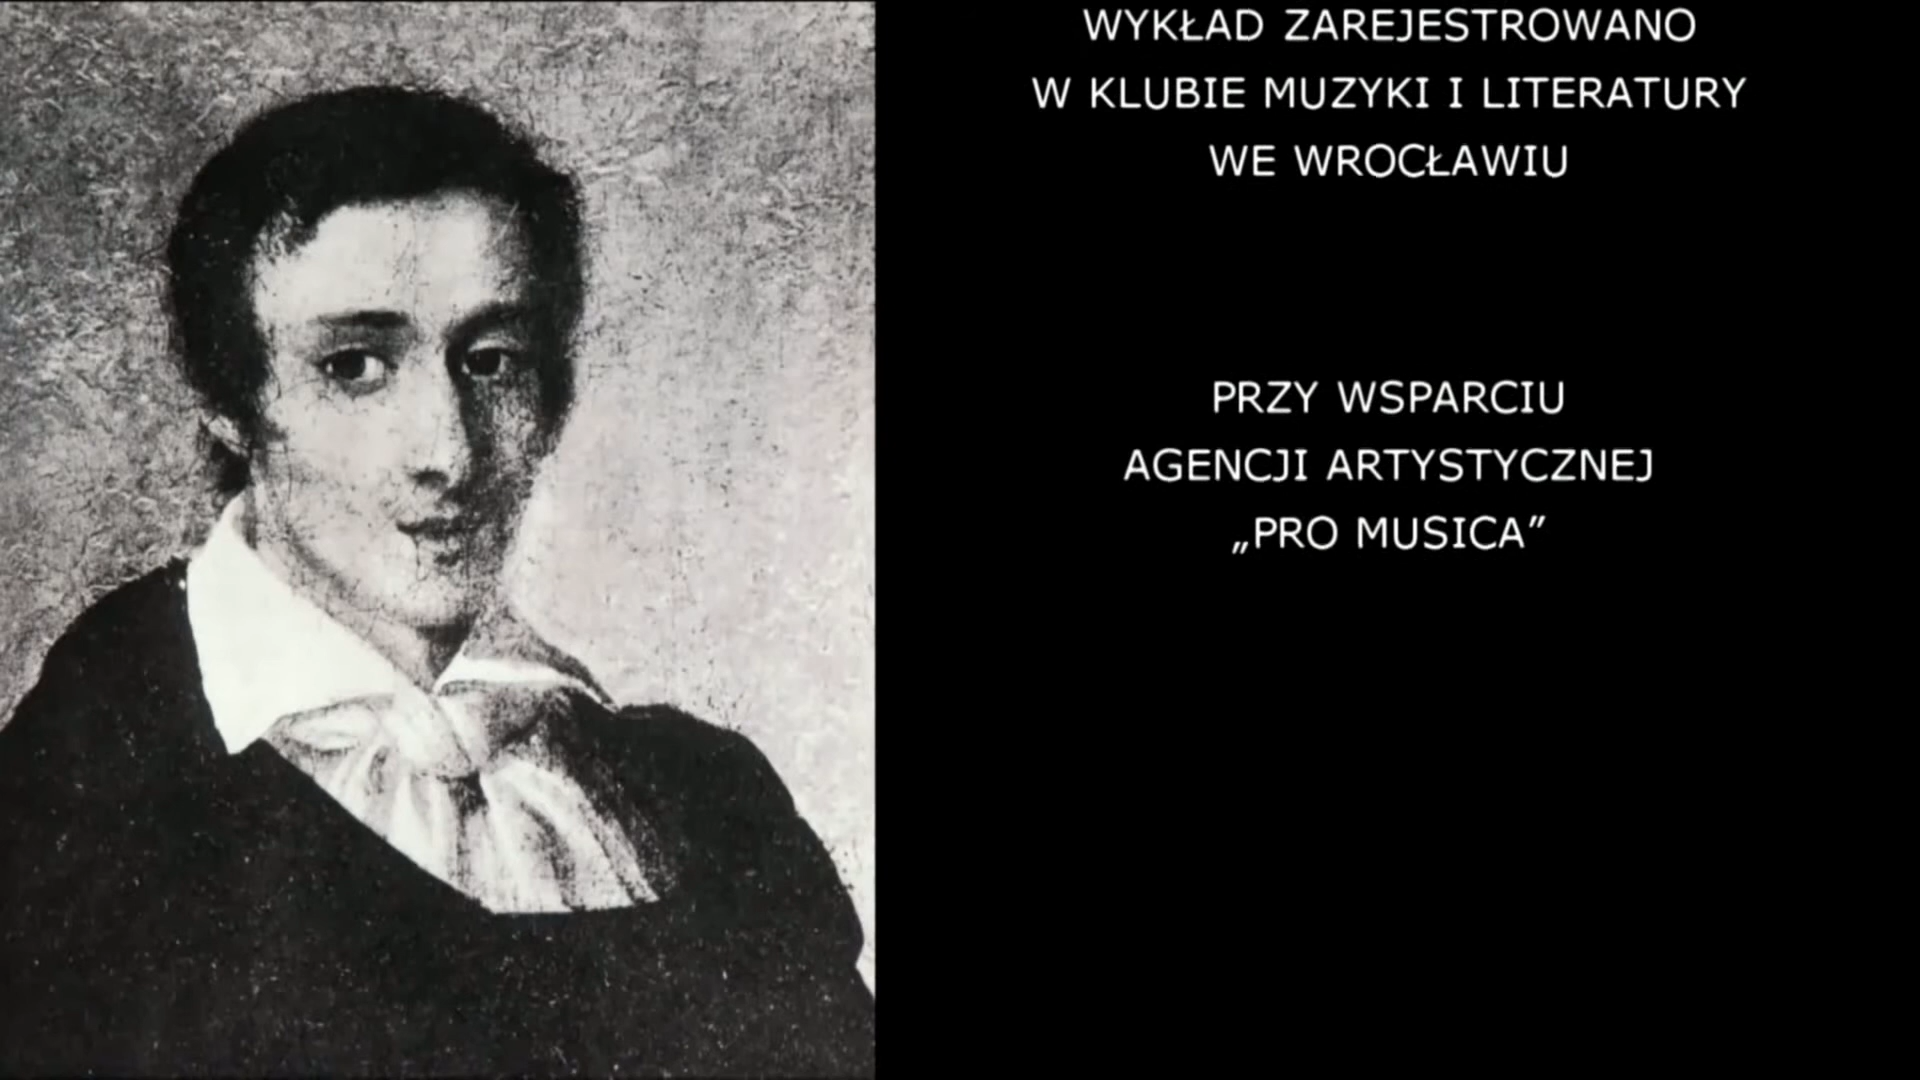 WYKŁAD ZAREJESTROWANO
W KLUBIE MUZYKI I LITERATURY
WE WROCŁAWIU
PRZY WSPARCIU
AGENCJI ARTYSTYCZNEJ
„PRO MUSICA”